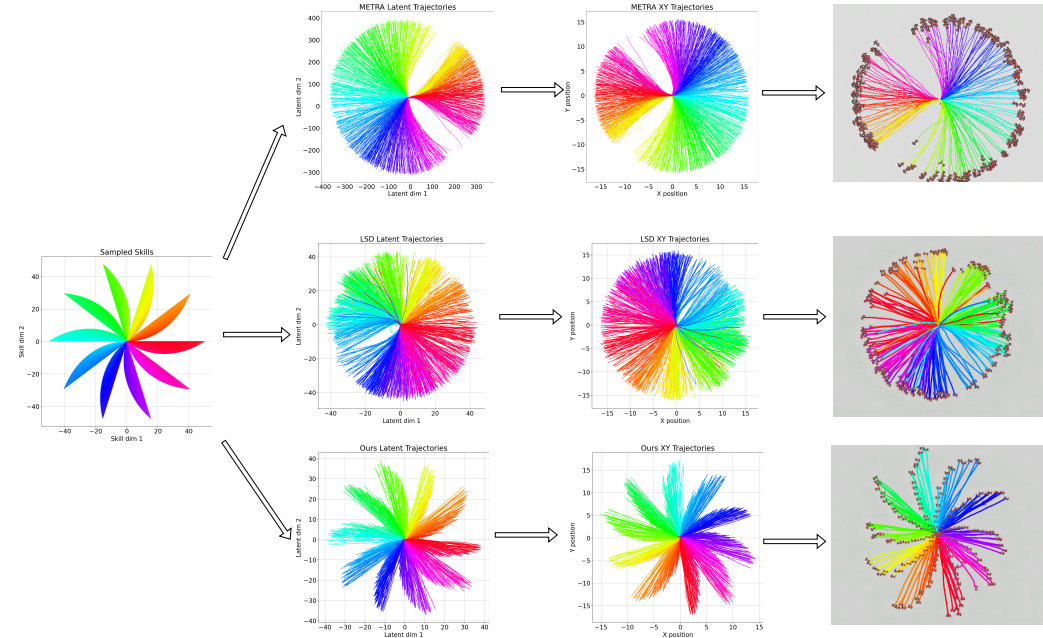 METRA Latent Trajectories
400
300
200
100
0
−100
−200
−300
Latent dim 2
−400 −300 −200 −100 0 100 200 300
Latent dim 1
METRA XY Trajectories
15
10
5
0
−5
−10
−15
Y position
−15 −10 −5 0 5 10 15
X position
Sampled Skills
40
20
0
−20
−40
Skill dim 2
−40 −20 0 20 40
Skill dim 1
LSD Latent Trajectories
40
20
0
−20
−40
Latent dim 2
−40 −20 0 20 40
Latent dim 1
LSD XY Trajectories
15
10
5
0
−5
−10
−15
Y position
−15 −10 −5 0 5 10 15
X position
Ours Latent Trajectories
40
30
20
10
0
−10
−20
−30
−40
Latent dim 2
−40 −30 −20 −10 0 10 20 30 40
Latent dim 1
Ours XY Trajectories
15
10
5
0
−5
−10
−15
Y position
−10 −5 0 5 10 15
X position